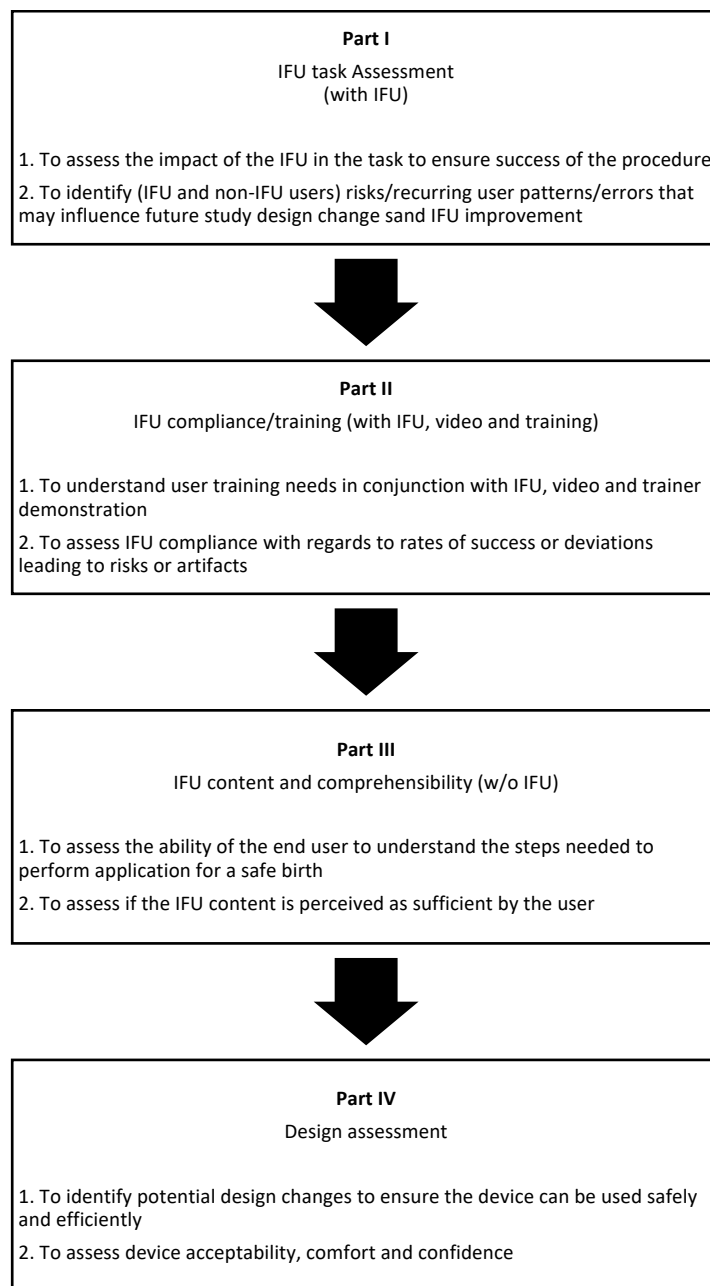 Part I
IFU task Assessment
(with IFU)
1. To assess the impact of the IFU in the task to ensure success of the procedure
2. To identify (IFU and non-IFU users) risks/recurring user patterns/errors that
may influence future study design change sand IFU improvement
Part II
IFU compliance/training (with IFU, video and training)
1. To understand user training needs in conjunction with IFU, video and trainer
demonstration
2. To assess IFU compliance with regards to rates of success or deviations
leading to risks or artifacts
Part III
IFU content and comprehensibility (w/o IFU)
1. To assess the ability of the end user to understand the steps needed to
perform application for a safe birth
2. To assess if the IFU content is perceived as sufficient by the user
Part IV
Design assessment
1. To identify potential design changes to ensure the device can be used safely
and efficiently
2. To assess device acceptability, comfort and confidence